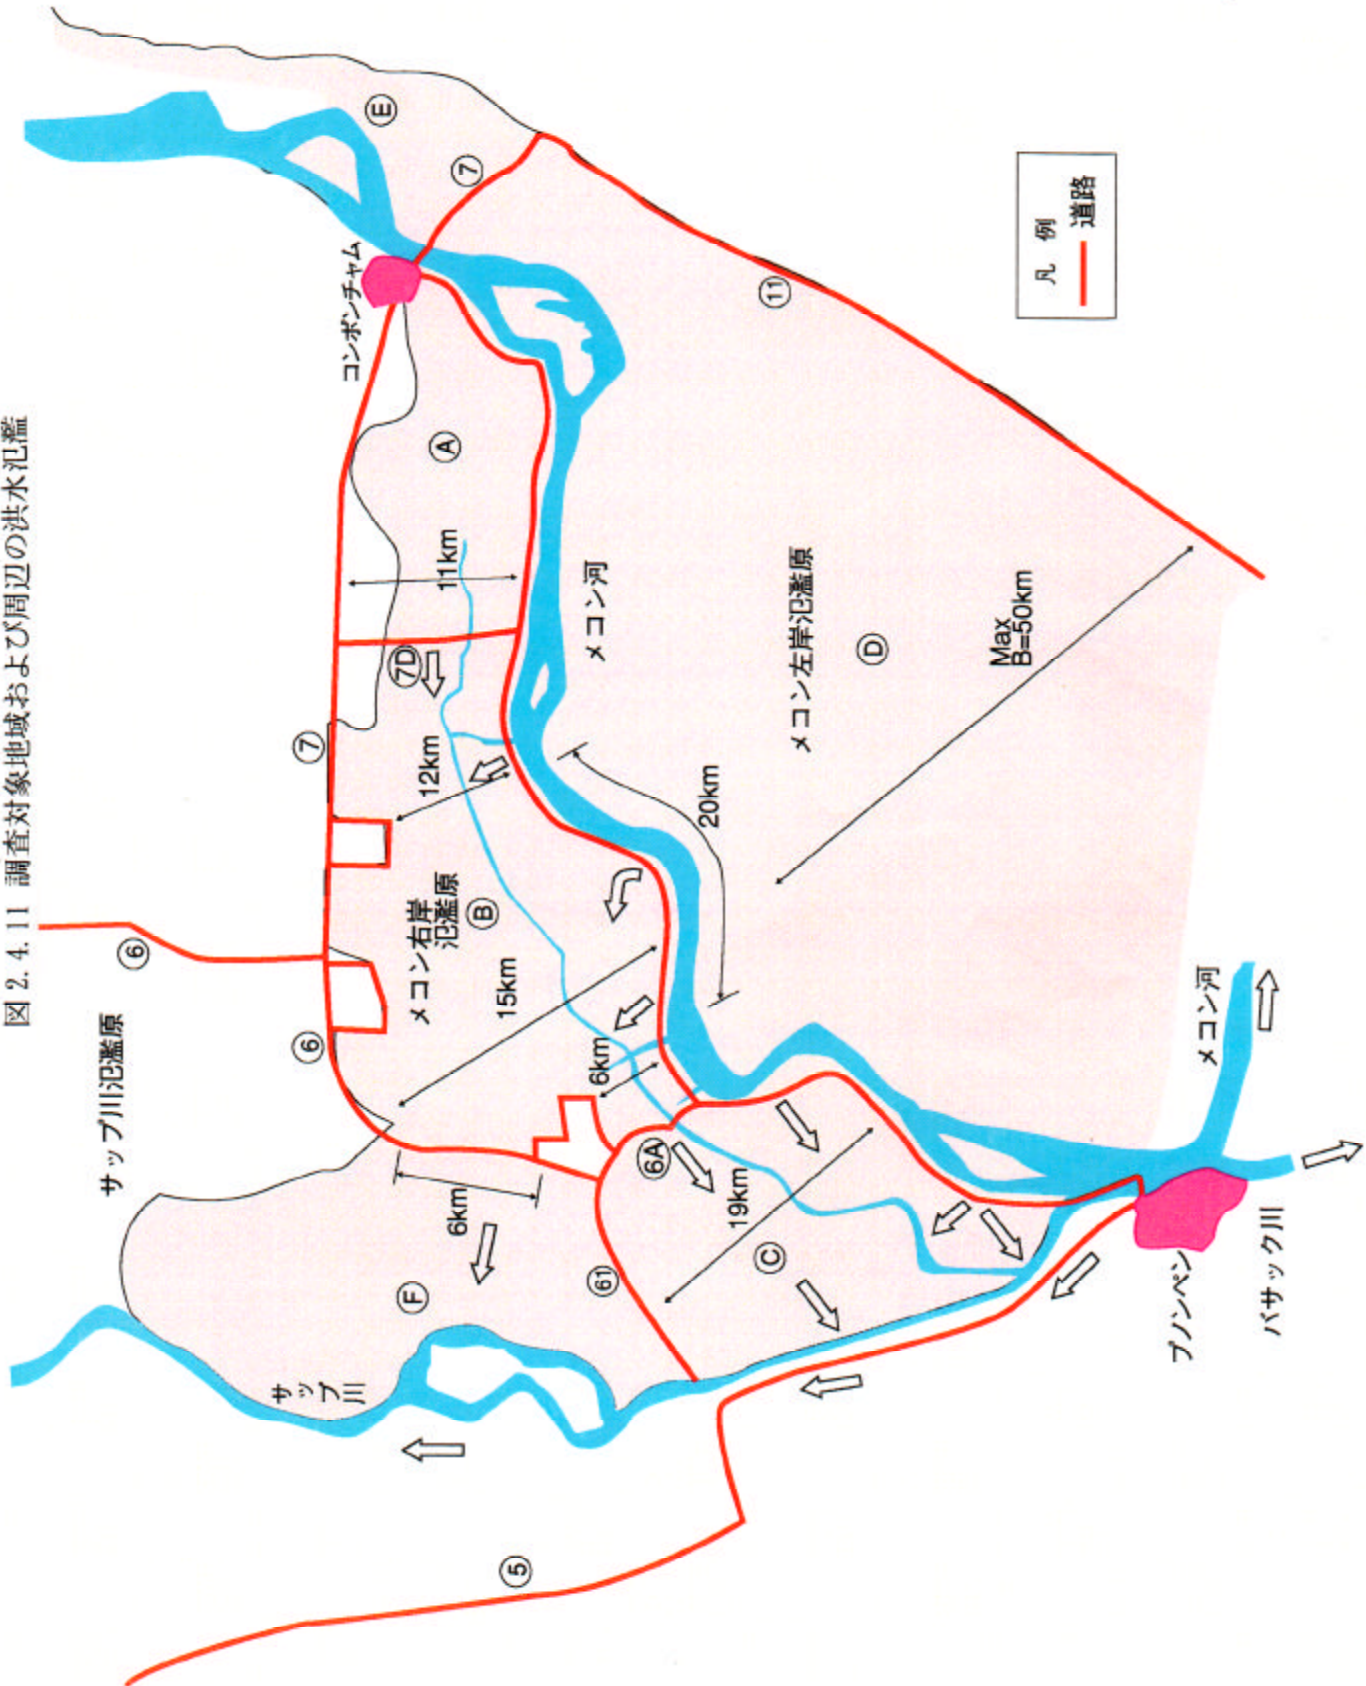 図 2.4.11 調査対象地域および周辺の洪水氾濫
サップ川氾濫原
⑥
⑥
⑦
コンポンチャム
Ⓔ
⑦
Ⓐ
11km
7D
12km
メコン右岸
氾濫原
Ⓑ
15km
6km
6km
サップ川
Ⓕ
61
6A
19km
Ⓒ
⑤
メコン河
20km
メコン左岸氾濫原
Ⓓ
Max
B=50km
⑪
凡例
道路
メコン河
プノンペン
バサック川